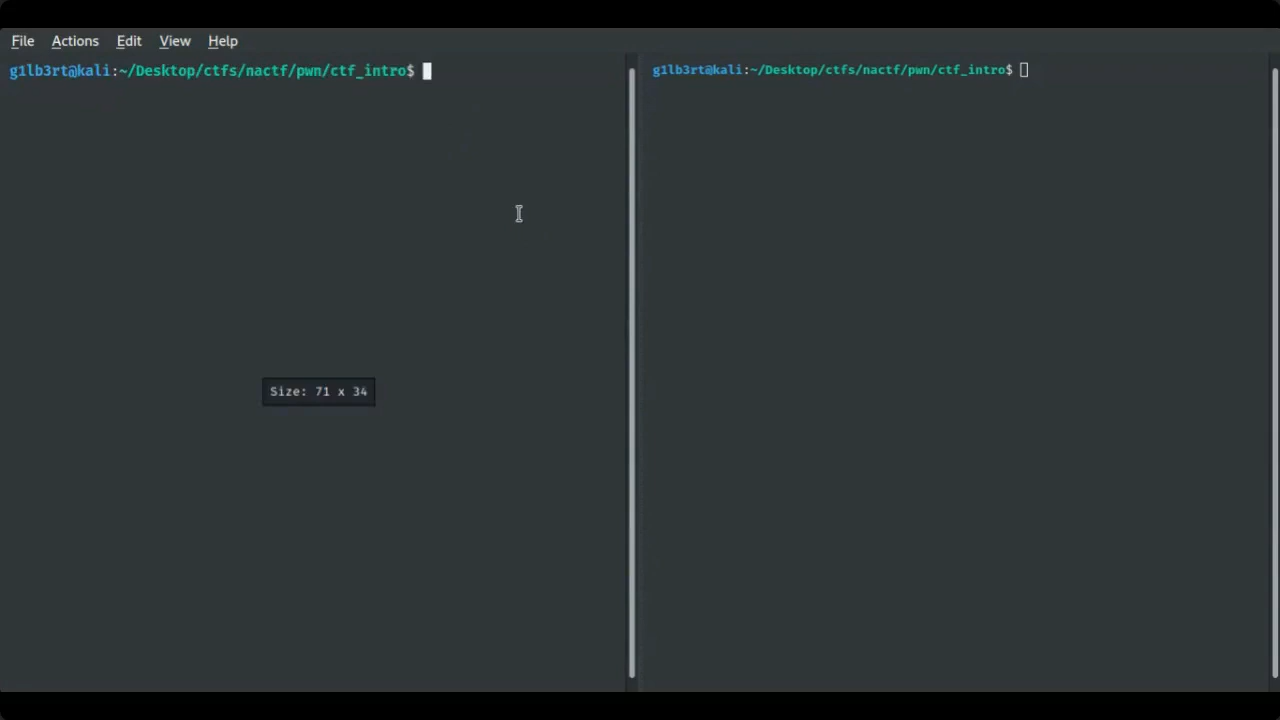 File Actions Edit View Help
g1lb3rt@kali:~/Desktop/ctfs/nactf/pwn/ctf_intro$
g1lb3rt@kali:~/Desktop/ctfs/nactf/pwn/ctf_intro$
Size: 71 x 34